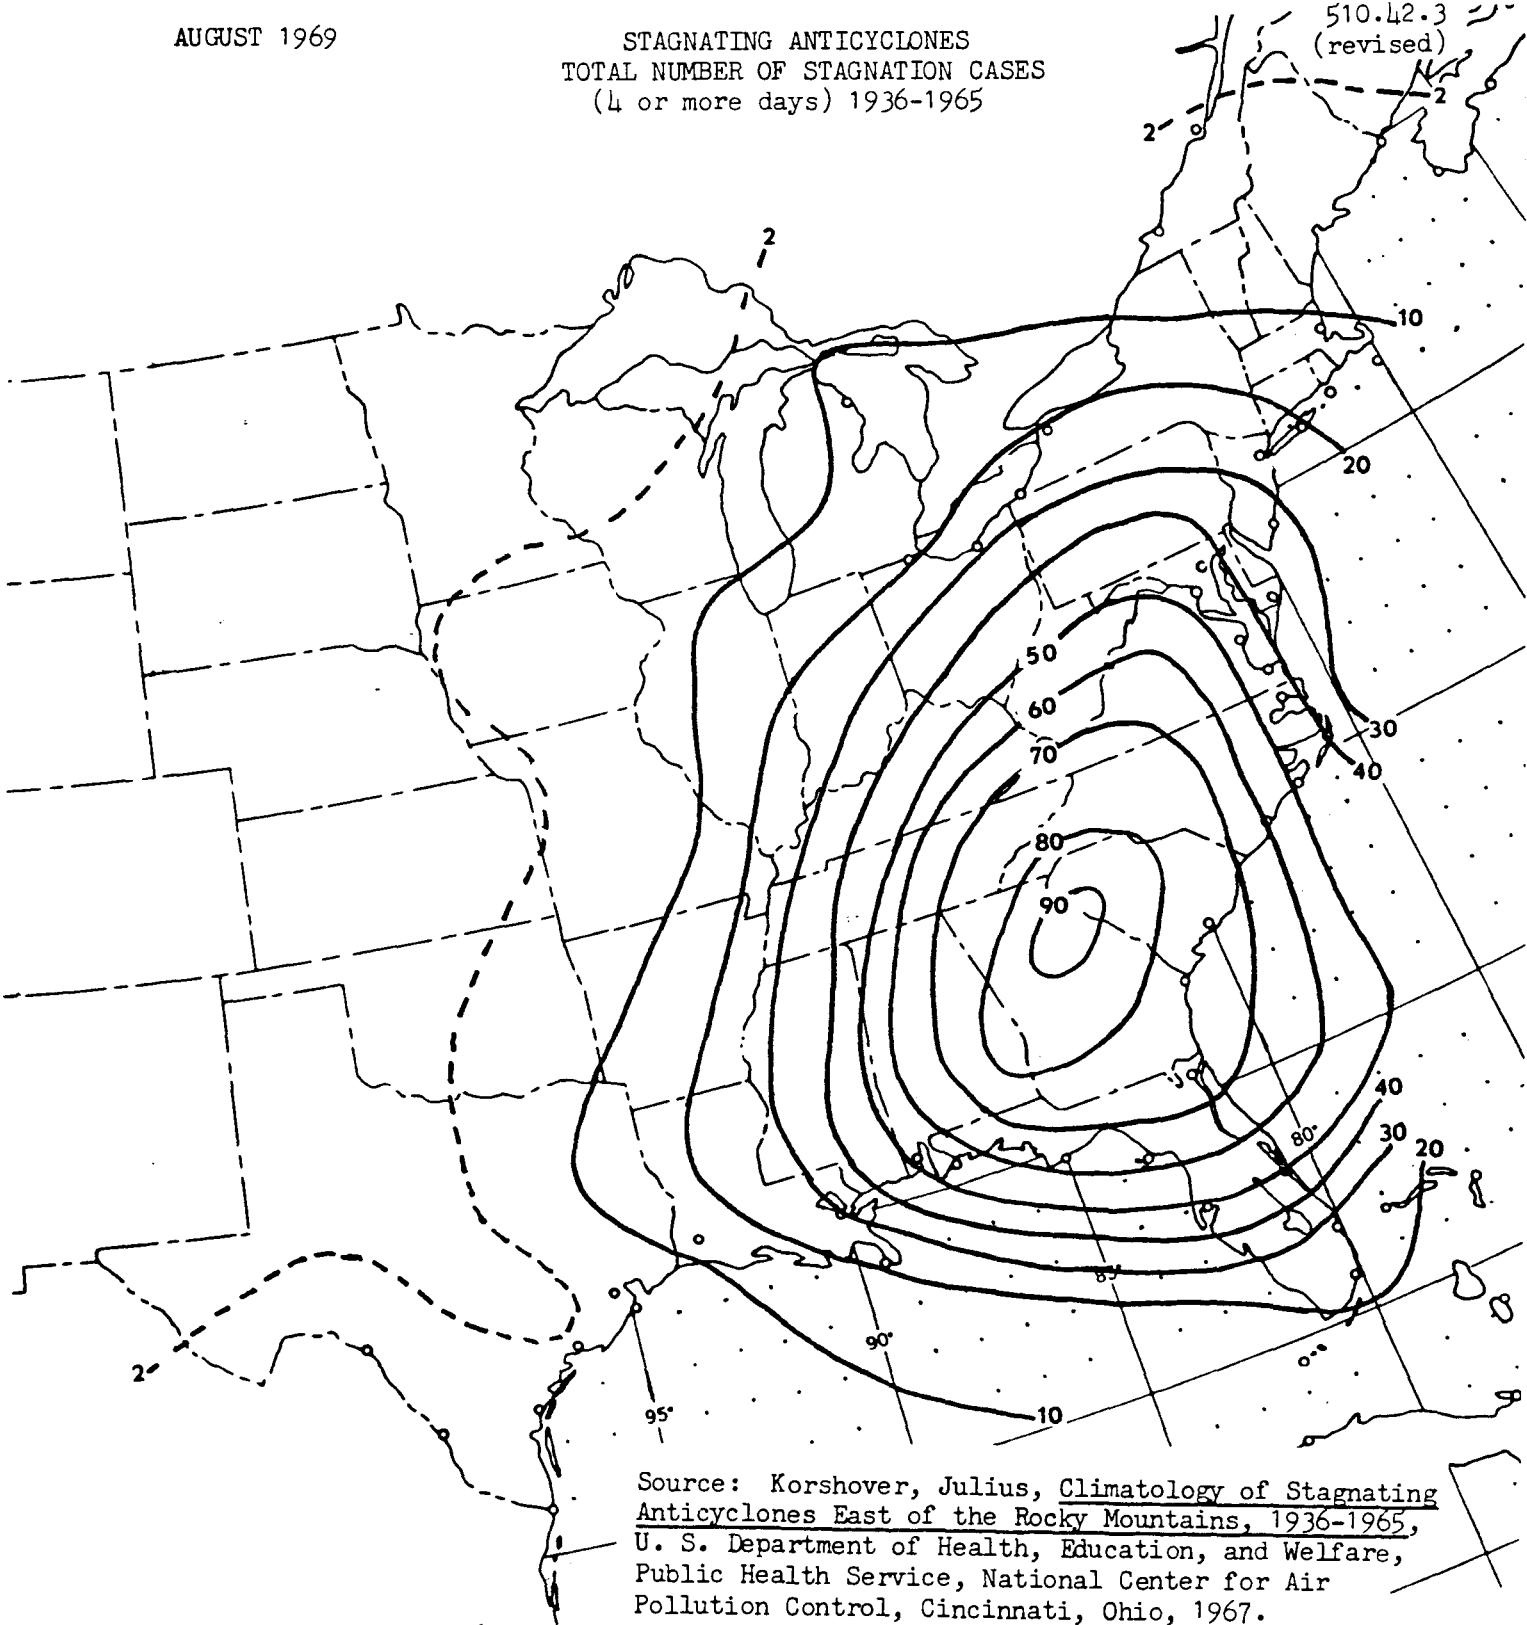 510.42.3
(revised)
AUGUST 1969
STAGNATING ANTICYCLONES
TOTAL NUMBER OF STAGNATION CASES
(4 or more days) 1936-1965
2
2
2
10
20
50
60
70
30
40
80
90
40
30
20
80°
85°
90°
2
95°
10
Source: Korshover, Julius, Climatology of Stagnating
Anticyclones East of the Rocky Mountains, 1936-1965,
U. S. Department of Health, Education, and Welfare,
Public Health Service, National Center for Air
Pollution Control, Cincinnati, Ohio, 1967.